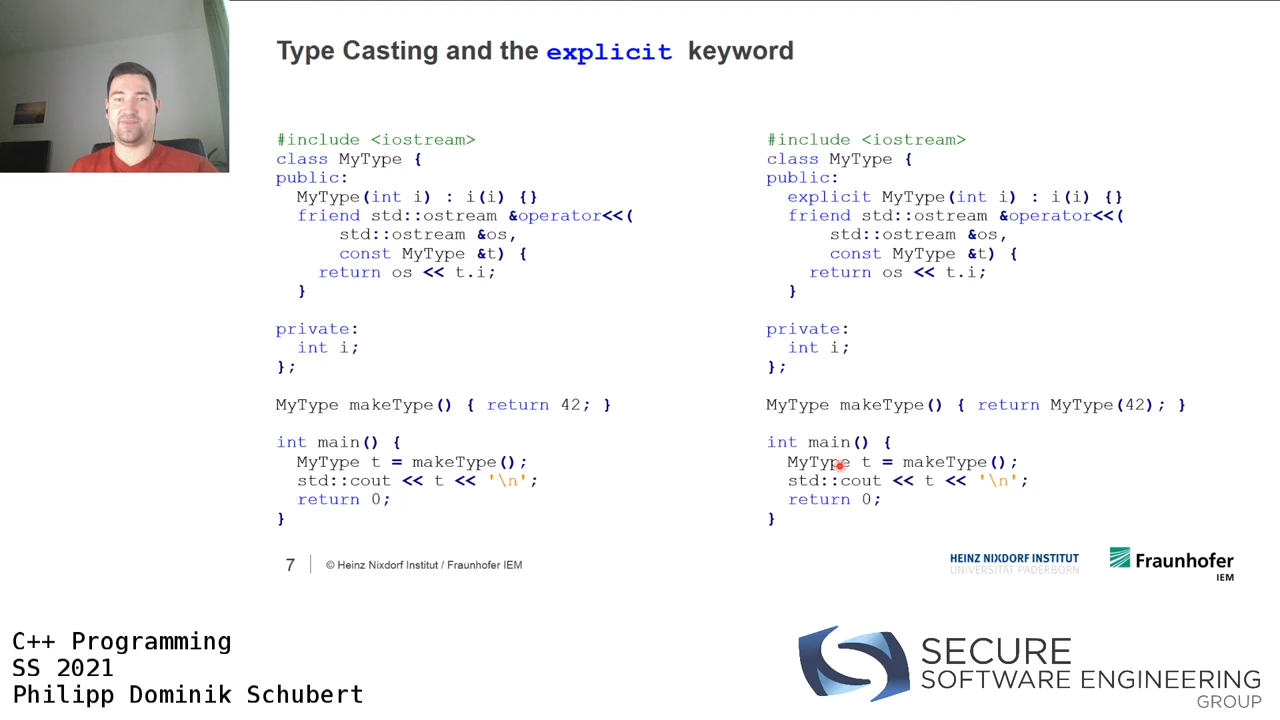 Type Casting and the explicit keyword
#include <iostream>
class MyType {
public:
MyType(int i) : i(i) {}
friend std::ostream &operator<<(
std::ostream &os,
const MyType &t) {
return os << t.i;
}
private:
int i;
};
MyType makeType() { return 42; }
int main() {
MyType t = makeType();
std::cout << t << '\n';
return 0;
}
#include <iostream>
class MyType {
public:
explicit MyType(int i) : i(i) {}
friend std::ostream &operator<<(
std::ostream &os,
const MyType &t) {
return os << t.i;
}
private:
int i;
};
MyType makeType() { return MyType(42); }
int main() {
MyType t = makeType();
std::cout << t << '\n';
return 0;
}
7
© Heinz Nixdorf Institut / Fraunhofer IEM
HEINZ NIXDORF INSTITUT
UNIVERSITÄT PADERBORN
Fraunhofer
IEM
C++ Programming
SS 2021
Philipp Dominik Schubert
SECURE
SOFTWARE ENGINEERING
GROUP